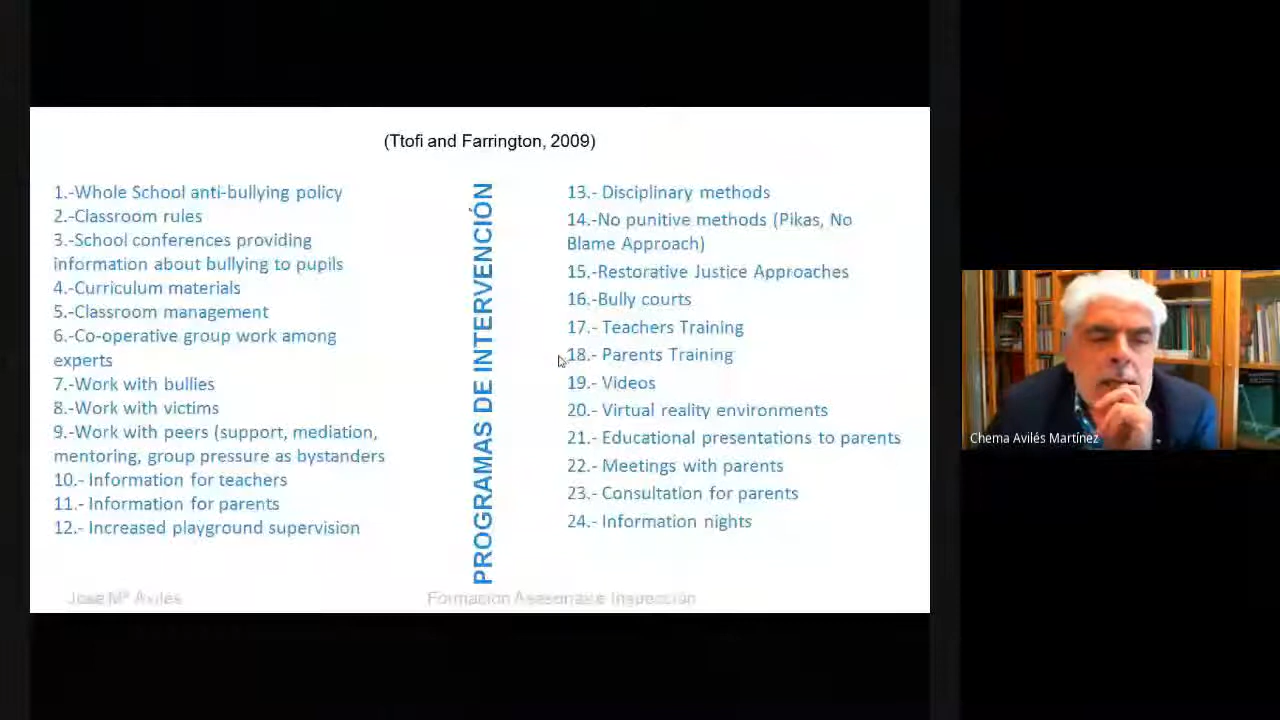 (Ttofi and Farrington, 2009)
1.-Whole School anti-bullying policy
2.-Classroom rules
3.-School conferences providing
information about bullying to pupils
4.-Curriculum materials
5.-Classroom management
6.-Co-operative group work among
experts
7.-Work with bullies
8.-Work with victims
9.-Work with peers (support, mediation,
mentoring, group pressure as bystanders
10.- Information for teachers
11.- Information for parents
12.- Increased playground supervision
PROGRAMAS DE INTERVENCIÓN
13.- Disciplinary methods
14.-No punitive methods (Pikas, No
Blame Approach)
15.-Restorative Justice Approaches
16.-Bully courts
17.- Teachers Training
18.- Parents Training
19.- Videos
20.- Virtual reality environments
21.- Educational presentations to parents
22.- Meetings with parents
23.- Consultation for parents
24.- Information nights
José Mª Avilés
Formación Asesorías e Inspección
Chema Avilés Martínez